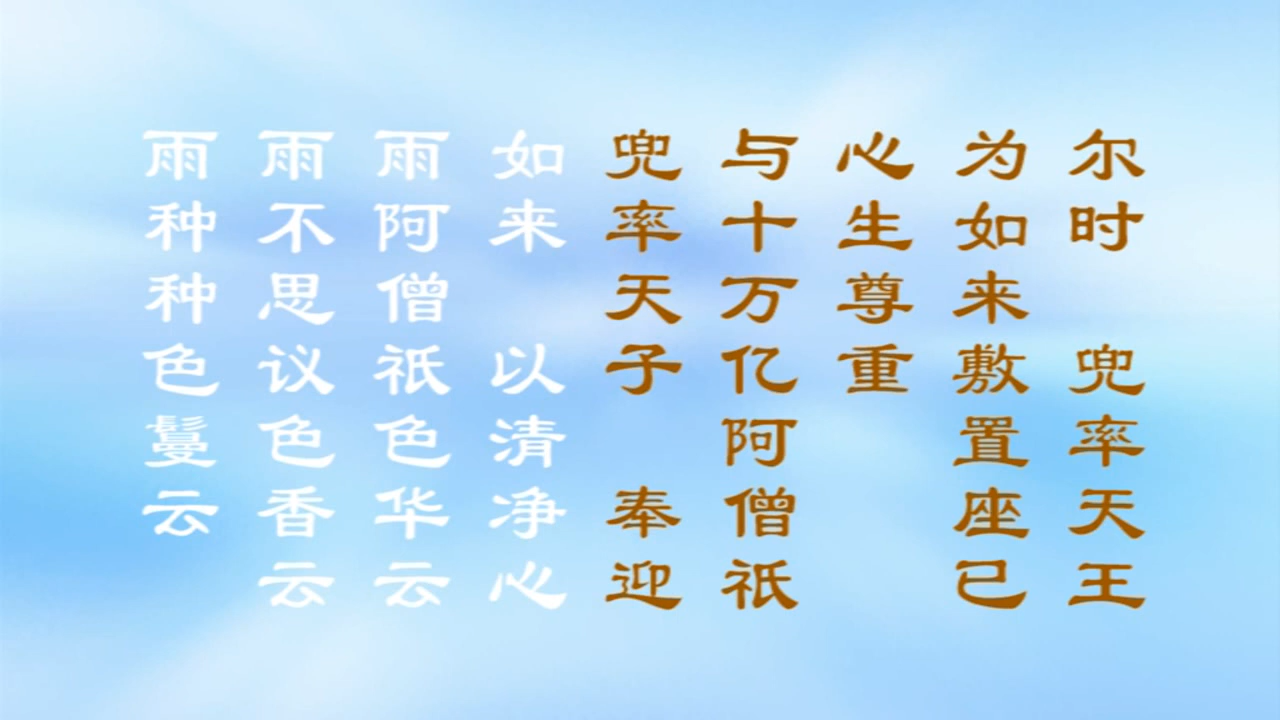 尔时 兜率天王
为如来敷置座已
心生尊重
与十万亿阿僧祇
兜率天子 奉迎
如来 以清净心
雨阿僧祇色华云
雨不思议色香云
雨种种色鬘云